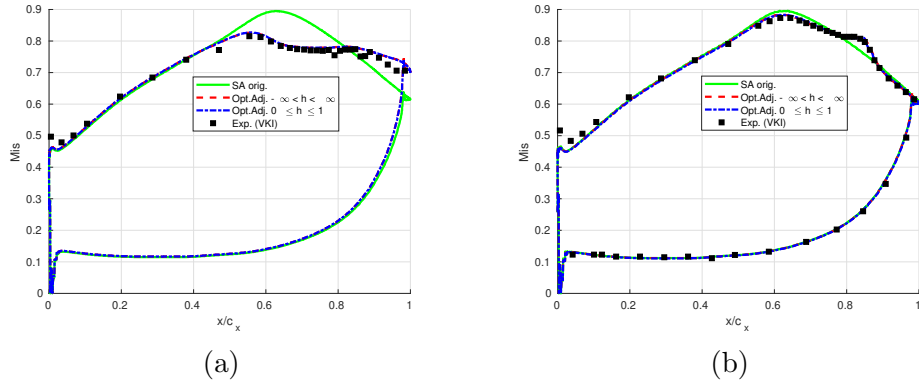 0.9
0.8
0.7
0.6
0.5
0.4
0.3
0.2
0.1
0
Mis
0 0.2 0.4 0.6 0.8 1
x/c x
SA orig.
Opt.Adj. - ∞ < h < ∞
Opt.Adj. 0 ≤ h ≤ 1
Exp. (VKI)
(a)
0.9
0.8
0.7
0.6
0.5
0.4
0.3
0.2
0.1
0
Mis
0 0.2 0.4 0.6 0.8 1
x/c x
SA orig.
Opt.Adj. - ∞ < h < ∞
Opt.Adj. 0 ≤ h ≤ 1
Exp. (VKI)
(b)